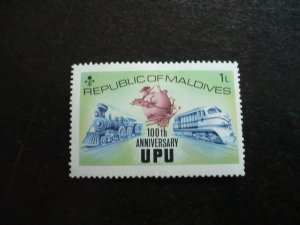 1L
REPUBLIC OF MALDIVES
100th
ANNIVERSARY
UPU